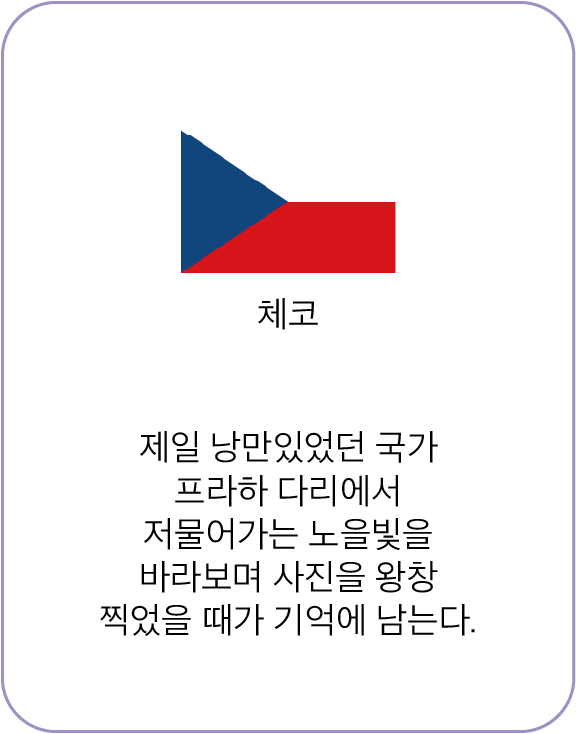 체코
제일 낭만있었던 국가
프라하 다리에서
저물어가는 노을빛을
바라보며 사진을 왕창
찍었을 때가 기억에 남는다.